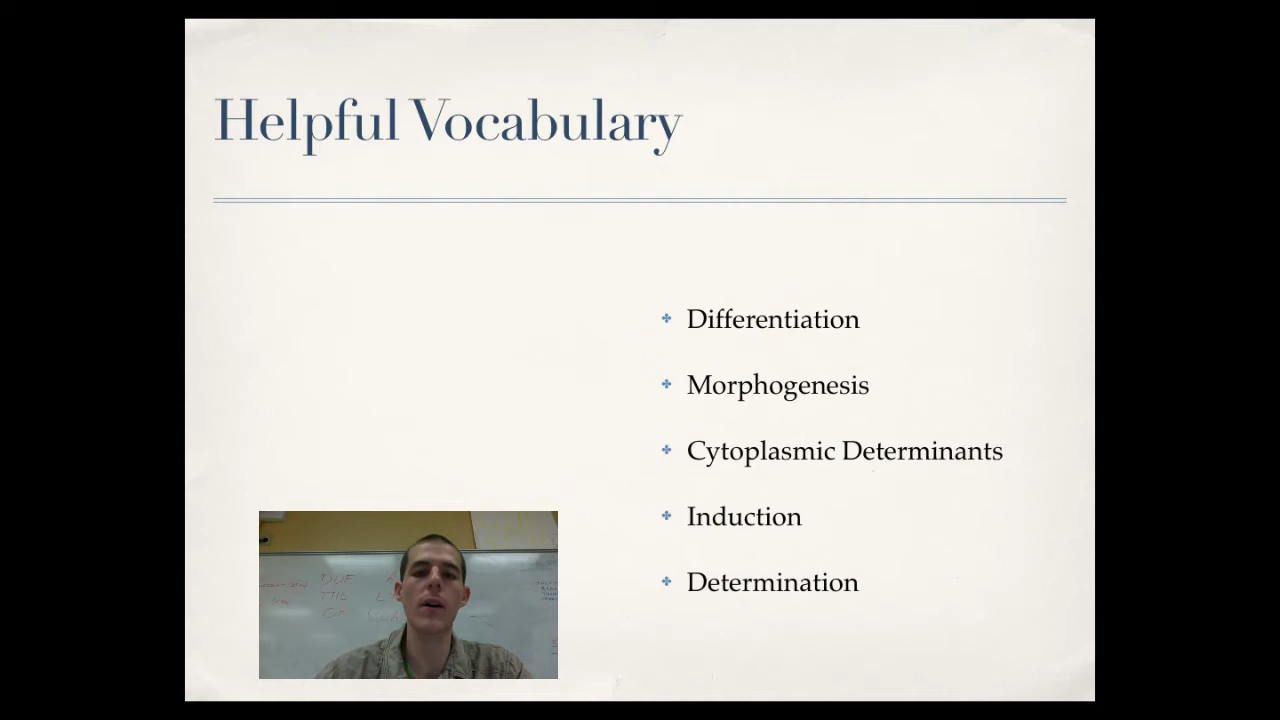 Helpful Vocabulary
Differentiation
Morphogenesis
Cytoplasmic Determinants
Induction
Determination